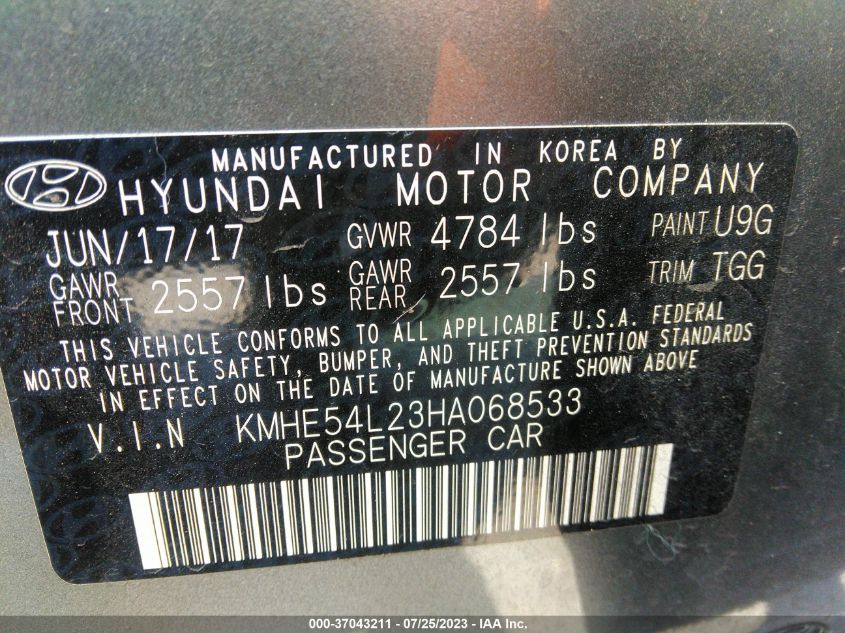 MANUFACTURED IN KOREA BY
HYUNDAI MOTOR COMPANY
JUN/17/17 GVWR 4784 lbs PAINT U9G
GAWR FRONT 2557 lbs GAWR REAR 2557 lbs TRIM TGG
THIS VEHICLE CONFORMS TO ALL APPLICABLE U.S.A. FEDERAL
MOTOR VEHICLE SAFETY, BUMPER, AND THEFT PREVENTION STANDARDS
IN EFFECT ON THE DATE OF MANUFACTURE SHOWN ABOVE
V.I.N KMHE54L23HA068533
PASSENGER CAR
000-37043211 - 07/25/2023 - IAA Inc.